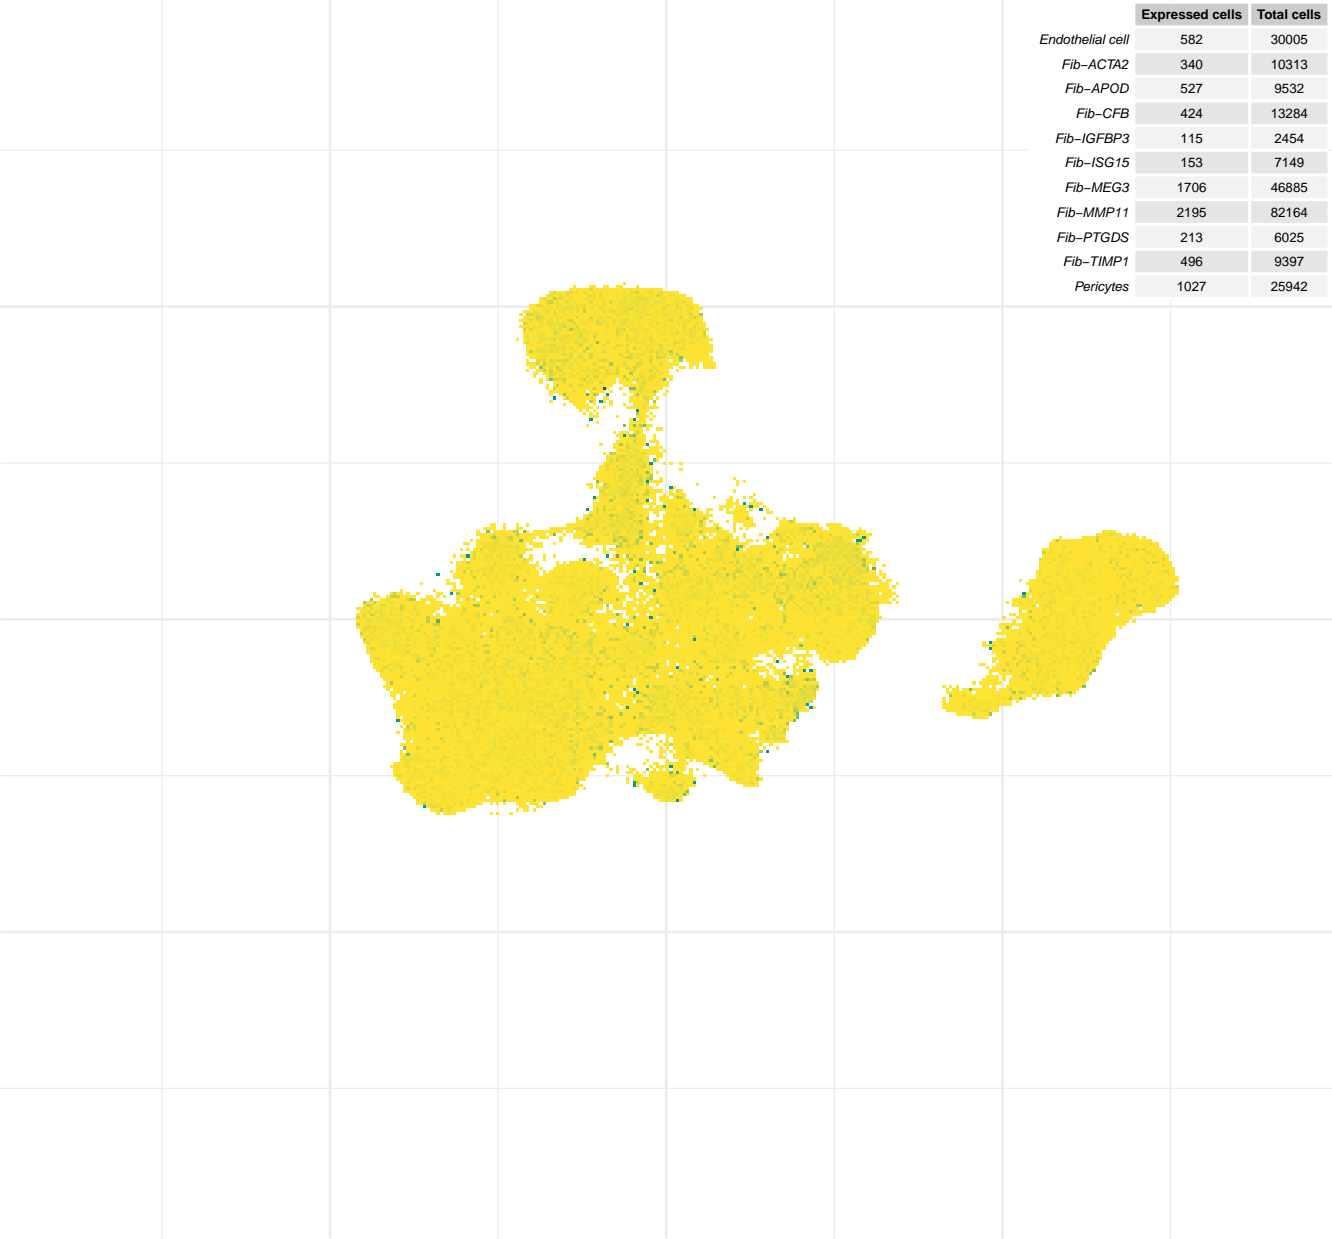 Expressed cells Total cells
Endothelial cell 582 30005
Fib−ACTA2 340 10313
Fib−APOD 527 9532
Fib−CFB 424 13284
Fib−IGFBP3 115 2454
Fib−ISG15 153 7149
Fib−MEG3 1706 46885
Fib−MMP11 2195 82164
Fib−PTGDS 213 6025
Fib−TIMP1 496 9397
Pericytes 1027 25942